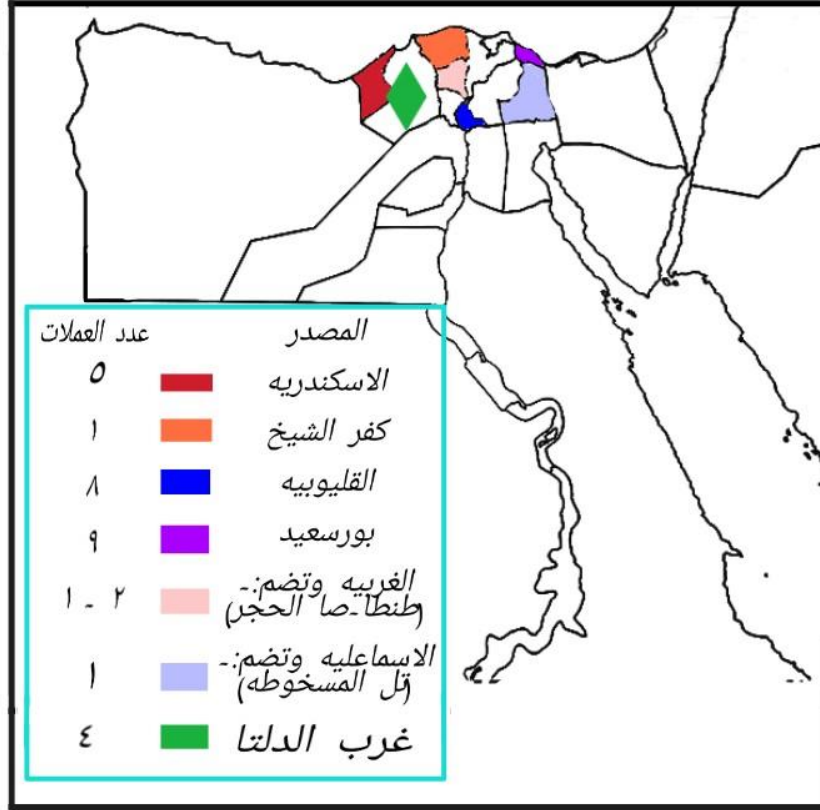 المصدر عدد العملات
الاسكندريه ٥
كفر الشيخ ١
القليوبيه ٨
بورسعيد ٩
الغربيه وتضم:-
(طنطا-صا الحجر) ٢ - ١
الاسماعليه وتضم:-
(تل المسخوطه) ١
غرب الدلتا ٤